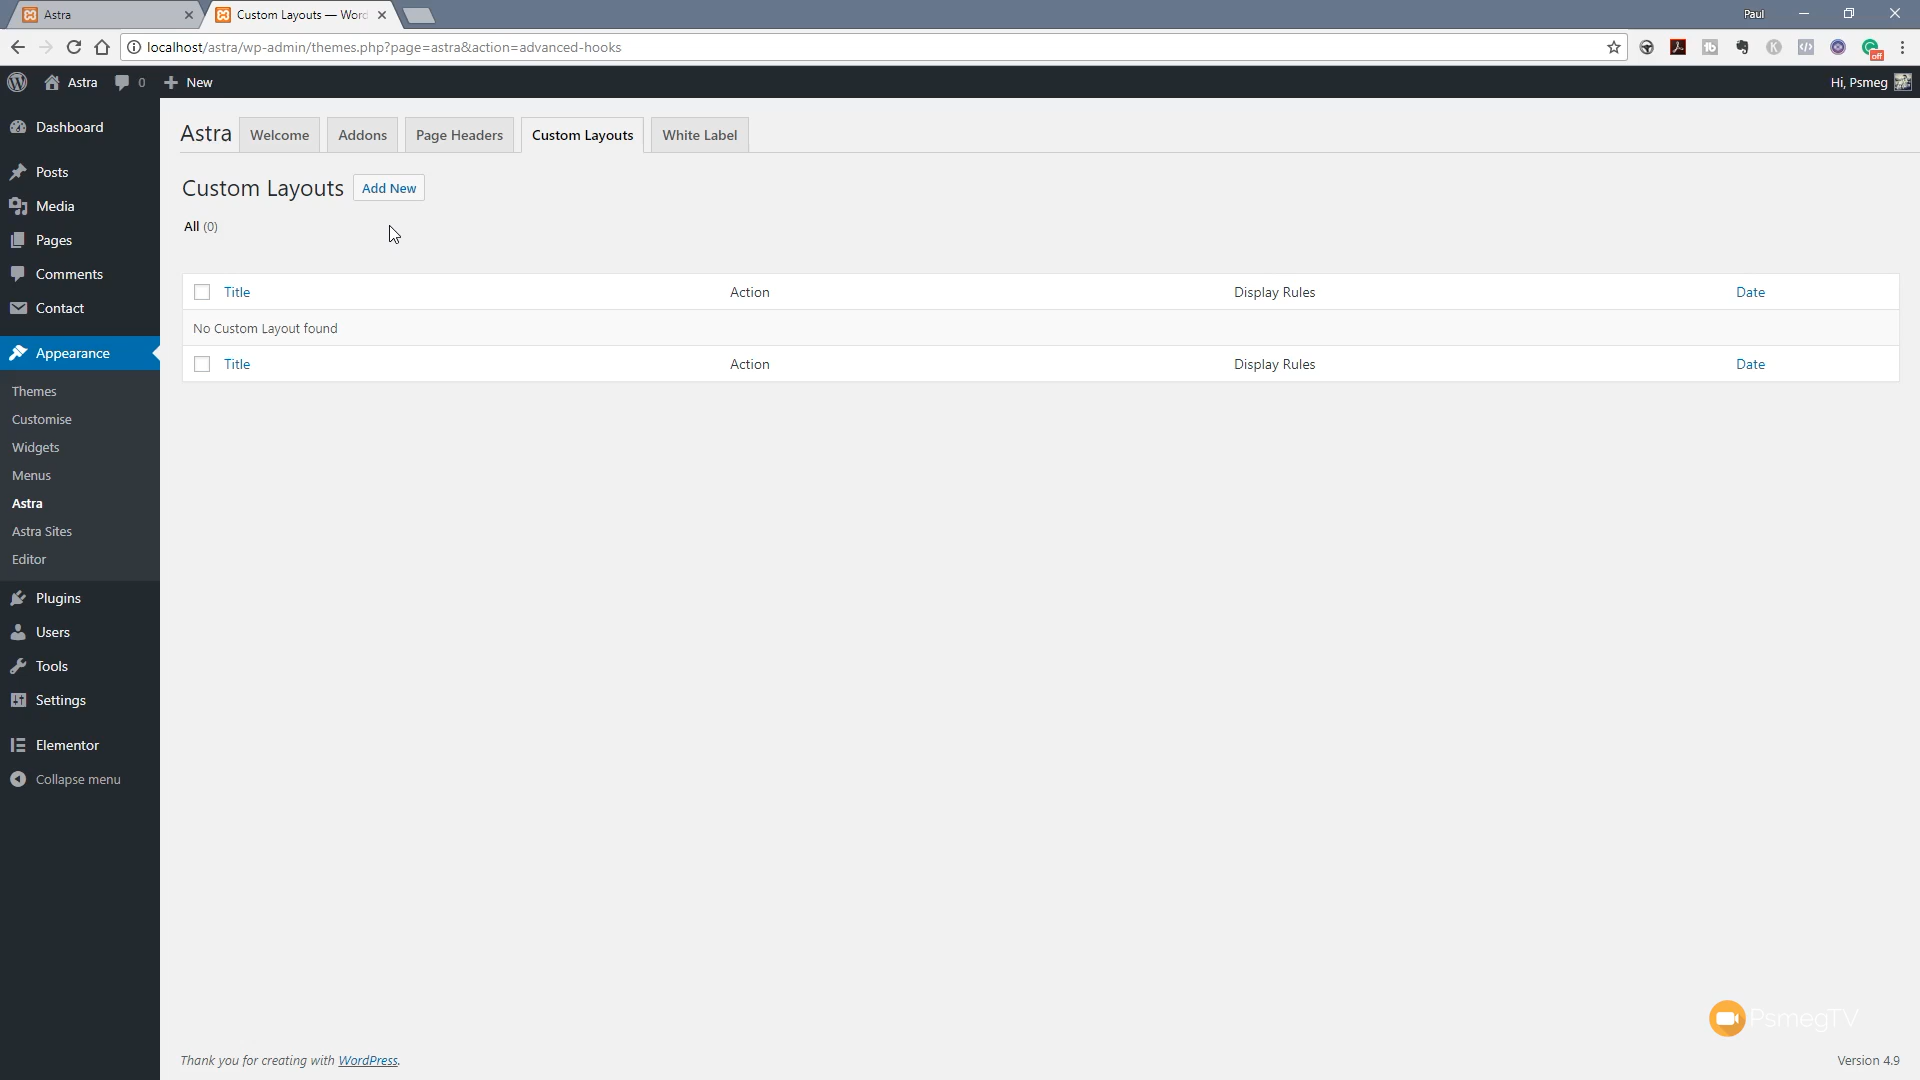 Astra
Custom Layouts — Word
Paul
localhost/astra/wp-admin/themes.php?page=astra&action=advanced-hooks
off
Astra
0
New
Hi, Psmeg
Dashboard
Posts
Media
Pages
Comments
Contact
Appearance
Themes
Customise
Widgets
Menus
Astra
Astra Sites
Editor
Plugins
Users
Tools
Settings
Elementor
Collapse menu
Astra Welcome Addons Page Headers Custom Layouts White Label
Custom Layouts Add New
All (0)
Title Action Display Rules Date
No Custom Layout found
Title Action Display Rules Date
PsmegTV
Thank you for creating with WordPress.
Version 4.9